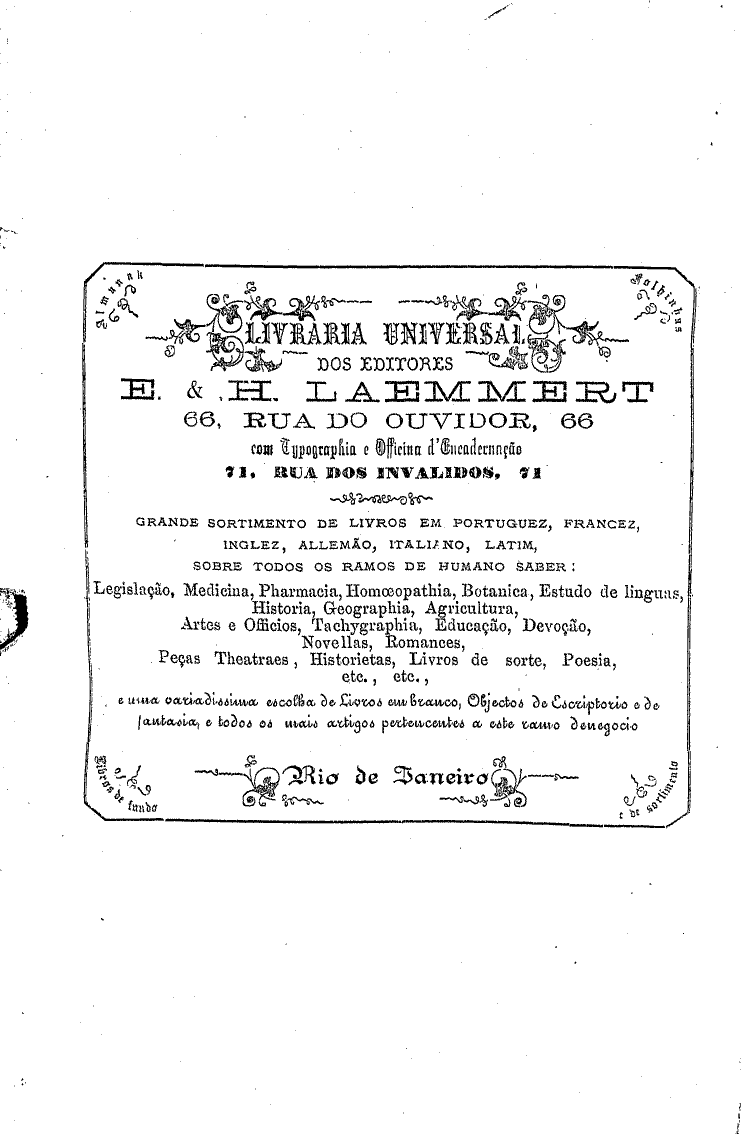 Almanak
Folhinhas
LIVRARIA UNIVERSAL
DOS EDITORES
E. & H. LAEMMERT
66, RUA DO OUVIDOR, 66
com Typographia e Officina d'Encadernação
71, RUA DOS INVALIDOS, 71
GRANDE SORTIMENTO DE LIVROS EM PORTUGUEZ, FRANCEZ,
INGLEZ, ALLEMÃO, ITALIANO, LATIM,
SOBRE TODOS OS RAMOS DE HUMANO SABER:
Legislação, Medicina, Pharmacia, Homœopathia, Botanica, Estudo de linguas,
Historia, Geographia, Agricultura,
Artes e Officios, Tachygraphia, Educação, Devoção,
Novellas, Romances,
Peças Theatraes, Historietas, Livros de sorte, Poesia,
etc., etc.,
e uma variadissima escolha de Livros em branco, Objectos de Escriptorio e de
fantasia, e todos os mais artigos pertencentes a este ramo de negocio
Rio de Janeiro
Libros de fundo
e de sortimento